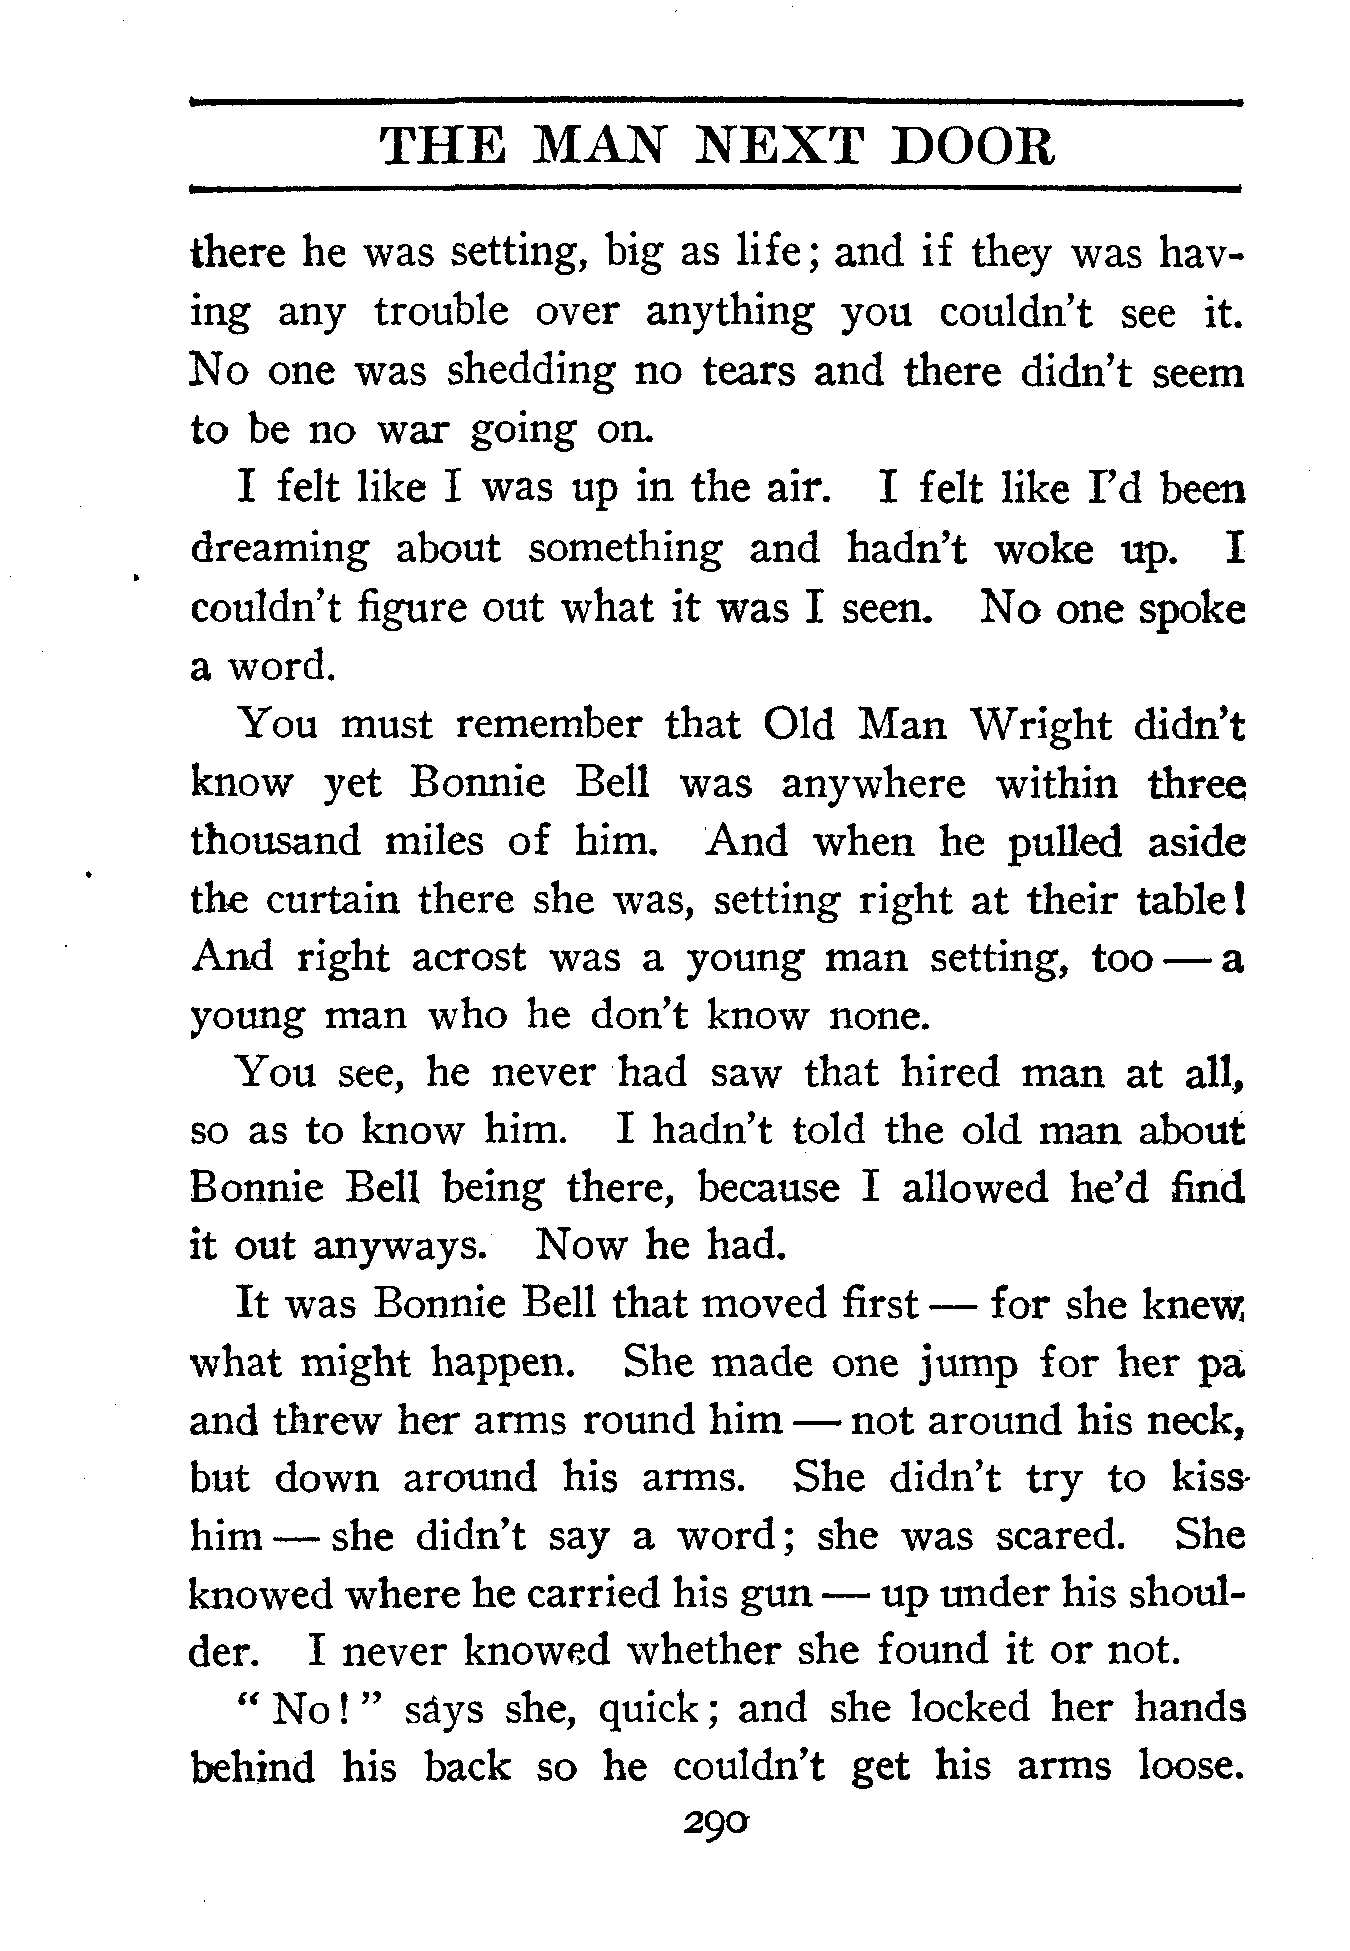 THE MAN NEXT DOOR
there he was setting, big as life; and if they was hav-
ing any trouble over anything you couldn't see it.
No one was shedding no tears and there didn't seem
to be no war going on.
I felt like I was up in the air. I felt like I'd been
dreaming about something and hadn't woke up. I
couldn't figure out what it was I seen. No one spoke
a word.
You must remember that Old Man Wright didn't
know yet Bonnie Bell was anywhere within three
thousand miles of him. And when he pulled aside
the curtain there she was, setting right at their table!
And right acrost was a young man setting, too — a
young man who he don't know none.
You see, he never had saw that hired man at all,
so as to know him. I hadn't told the old man about
Bonnie Bell being there, because I allowed he'd find
it out anyways. Now he had.
It was Bonnie Bell that moved first — for she knew
what might happen. She made one jump for her pa
and threw her arms round him — not around his neck,
but down around his arms. She didn't try to kiss
him — she didn't say a word; she was scared. She
knowed where he carried his gun — up under his shoul-
der. I never knowed whether she found it or not.
"No!" says she, quick; and she locked her hands
behind his back so he couldn't get his arms loose.
290